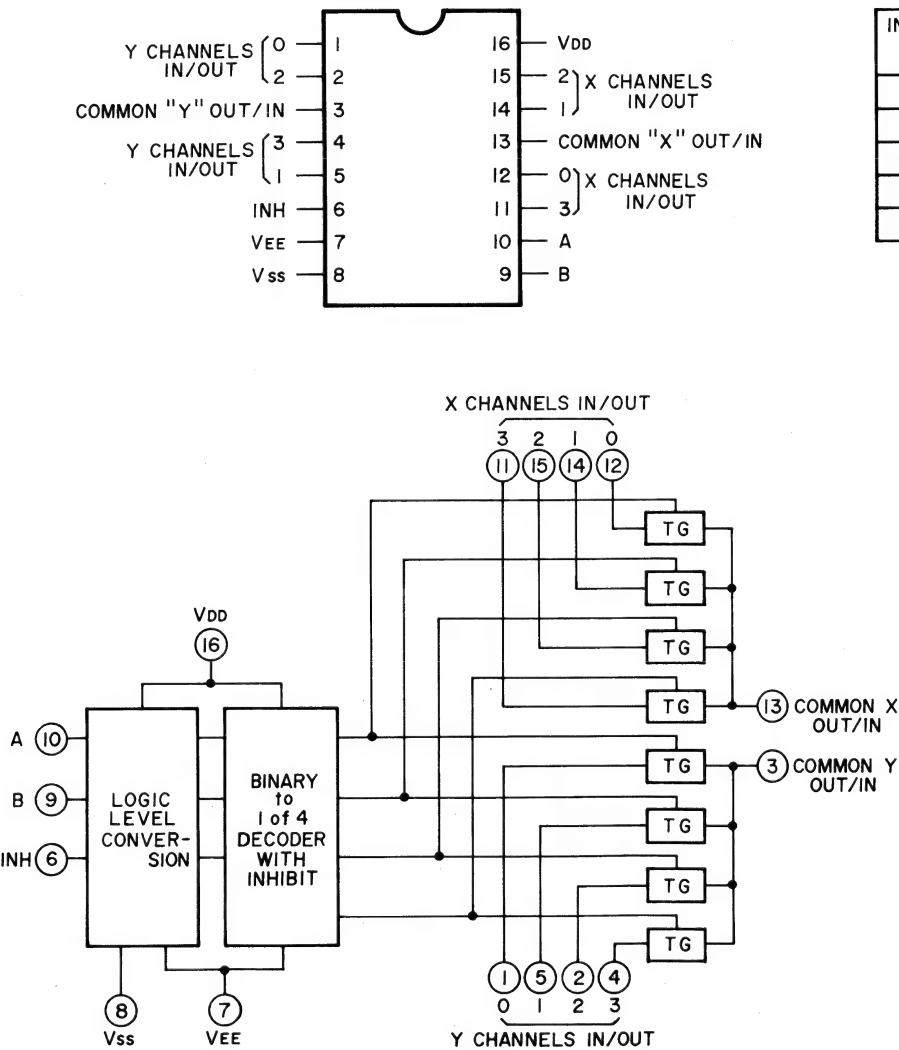 Y CHANNELS IN/OUT
0 1
2 2
COMMON "Y" OUT/IN 3
Y CHANNELS IN/OUT
3 4
1 5
INH 6
VEE 7
Vss 8
16 VDD
15 2
14 1
X CHANNELS IN/OUT
13 COMMON "X" OUT/IN
12 0
11 3
X CHANNELS IN/OUT
10 A
9 B
IN
X CHANNELS IN/OUT
3 2 1 0
11 15 14 12
TG
TG
TG
TG
13 COMMON X
OUT/IN
TG
3 COMMON Y
OUT/IN
TG
TG
TG
VDD
16
A 10
B 9
INH 6
LOGIC
LEVEL
CONVER-
SION
BINARY
to
1 of 4
DECODER
WITH
INHIBIT
8
Vss
7
VEE
1 5 2 4
0 1 2 3
Y CHANNELS IN/OUT